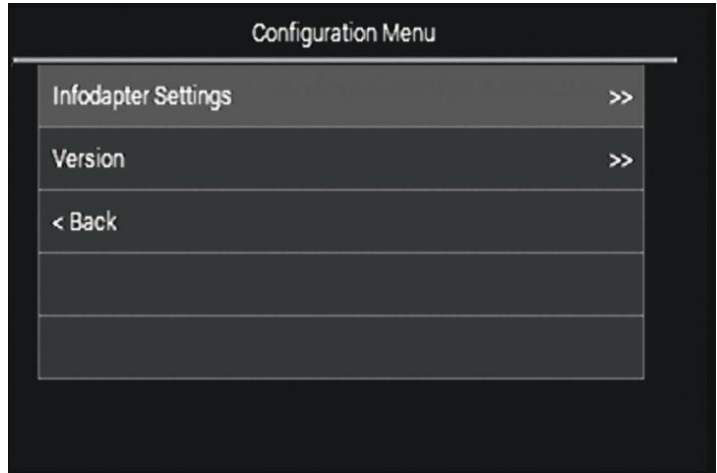 Configuration Menu
Infodapter Settings >>
Version >>
< Back